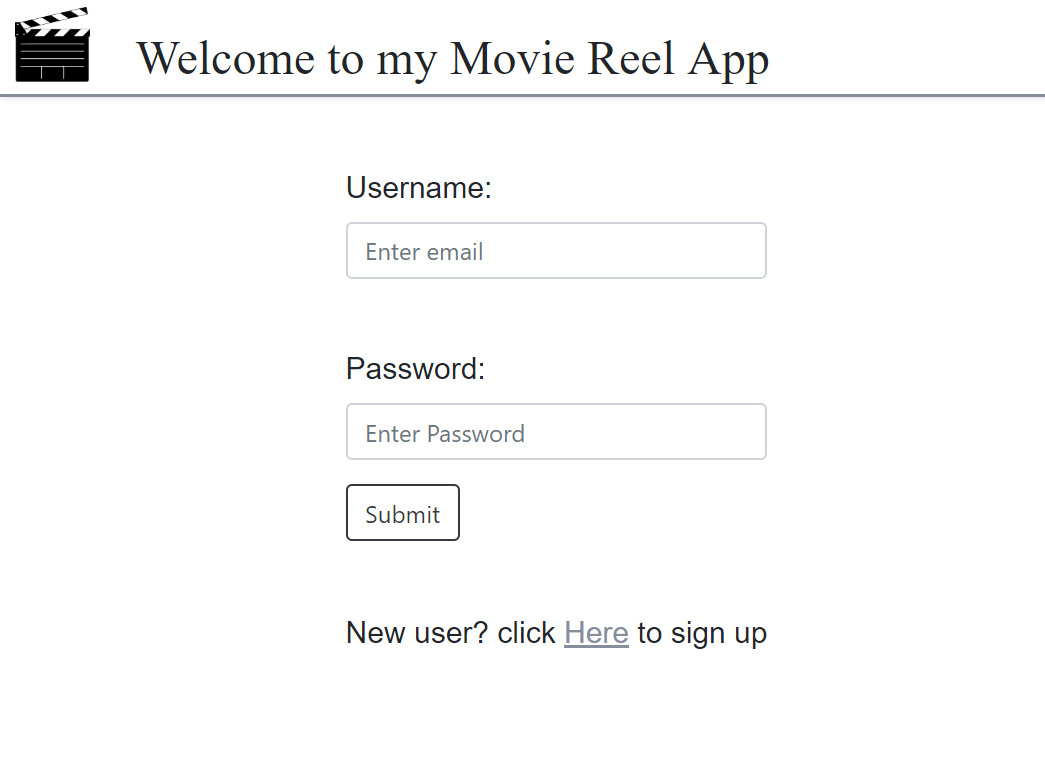 Welcome to my Movie Reel App
Username:
Enter email
Password:
Enter Password
Submit
New user? click Here to sign up